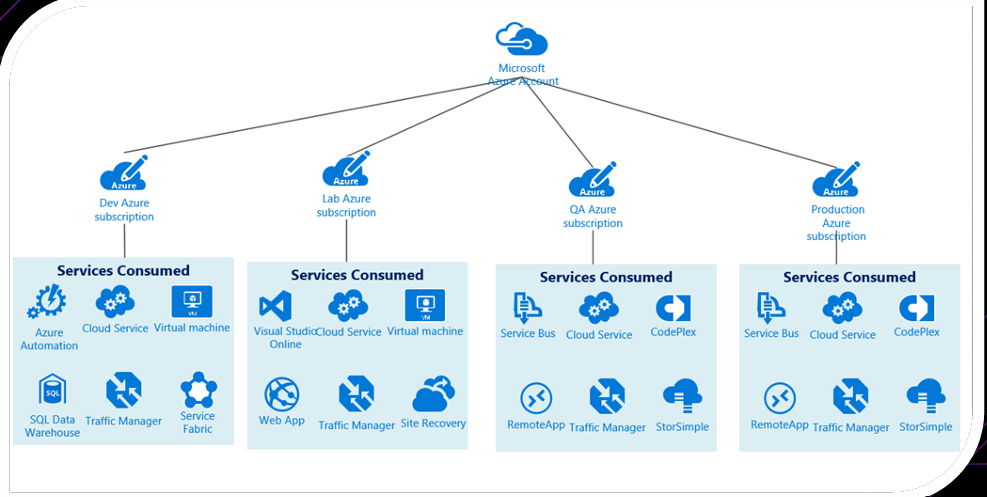 Microsoft
Azure Account
Azure
Dev Azure
subscription
Azure
Lab Azure
subscription
Azure
QA Azure
subscription
Azure
Production
Azure
subscription
Services Consumed
Azure
Automation
Cloud Service
VM
Virtual machine
SQL
SQL Data
Warehouse
Traffic Manager
Service
Fabric
Services Consumed
Visual Studio
Online
Cloud Service
VM
Virtual machine
Web App
Traffic Manager
Site Recovery
Services Consumed
Service Bus
Cloud Service
CodePlex
RemoteApp
Traffic Manager
StorSimple
Services Consumed
Service Bus
Cloud Service
CodePlex
RemoteApp
Traffic Manager
StorSimple